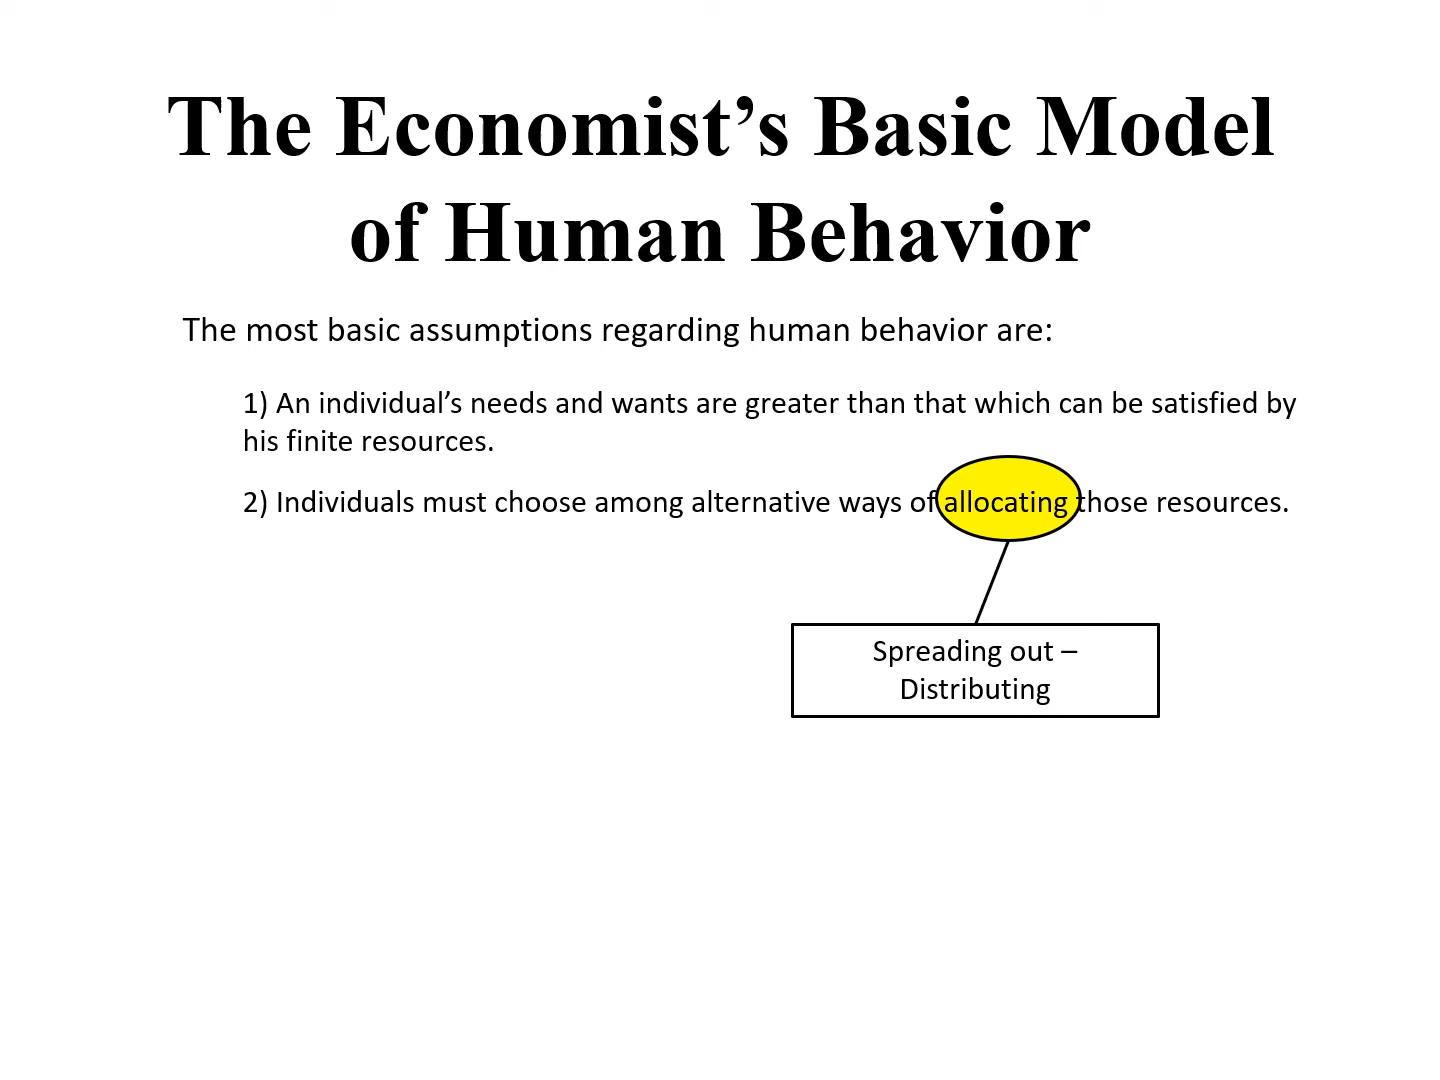 The Economist’s Basic Model
of Human Behavior
The most basic assumptions regarding human behavior are:
1) An individual’s needs and wants are greater than that which can be satisfied by
his finite resources.
2) Individuals must choose among alternative ways of allocating those resources.
Spreading out –
Distributing